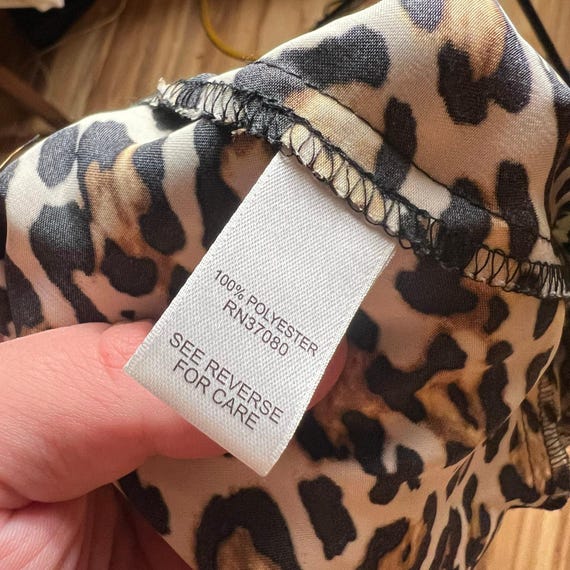 100% POLYESTER
RN37080
SEE REVERSE
FOR CARE